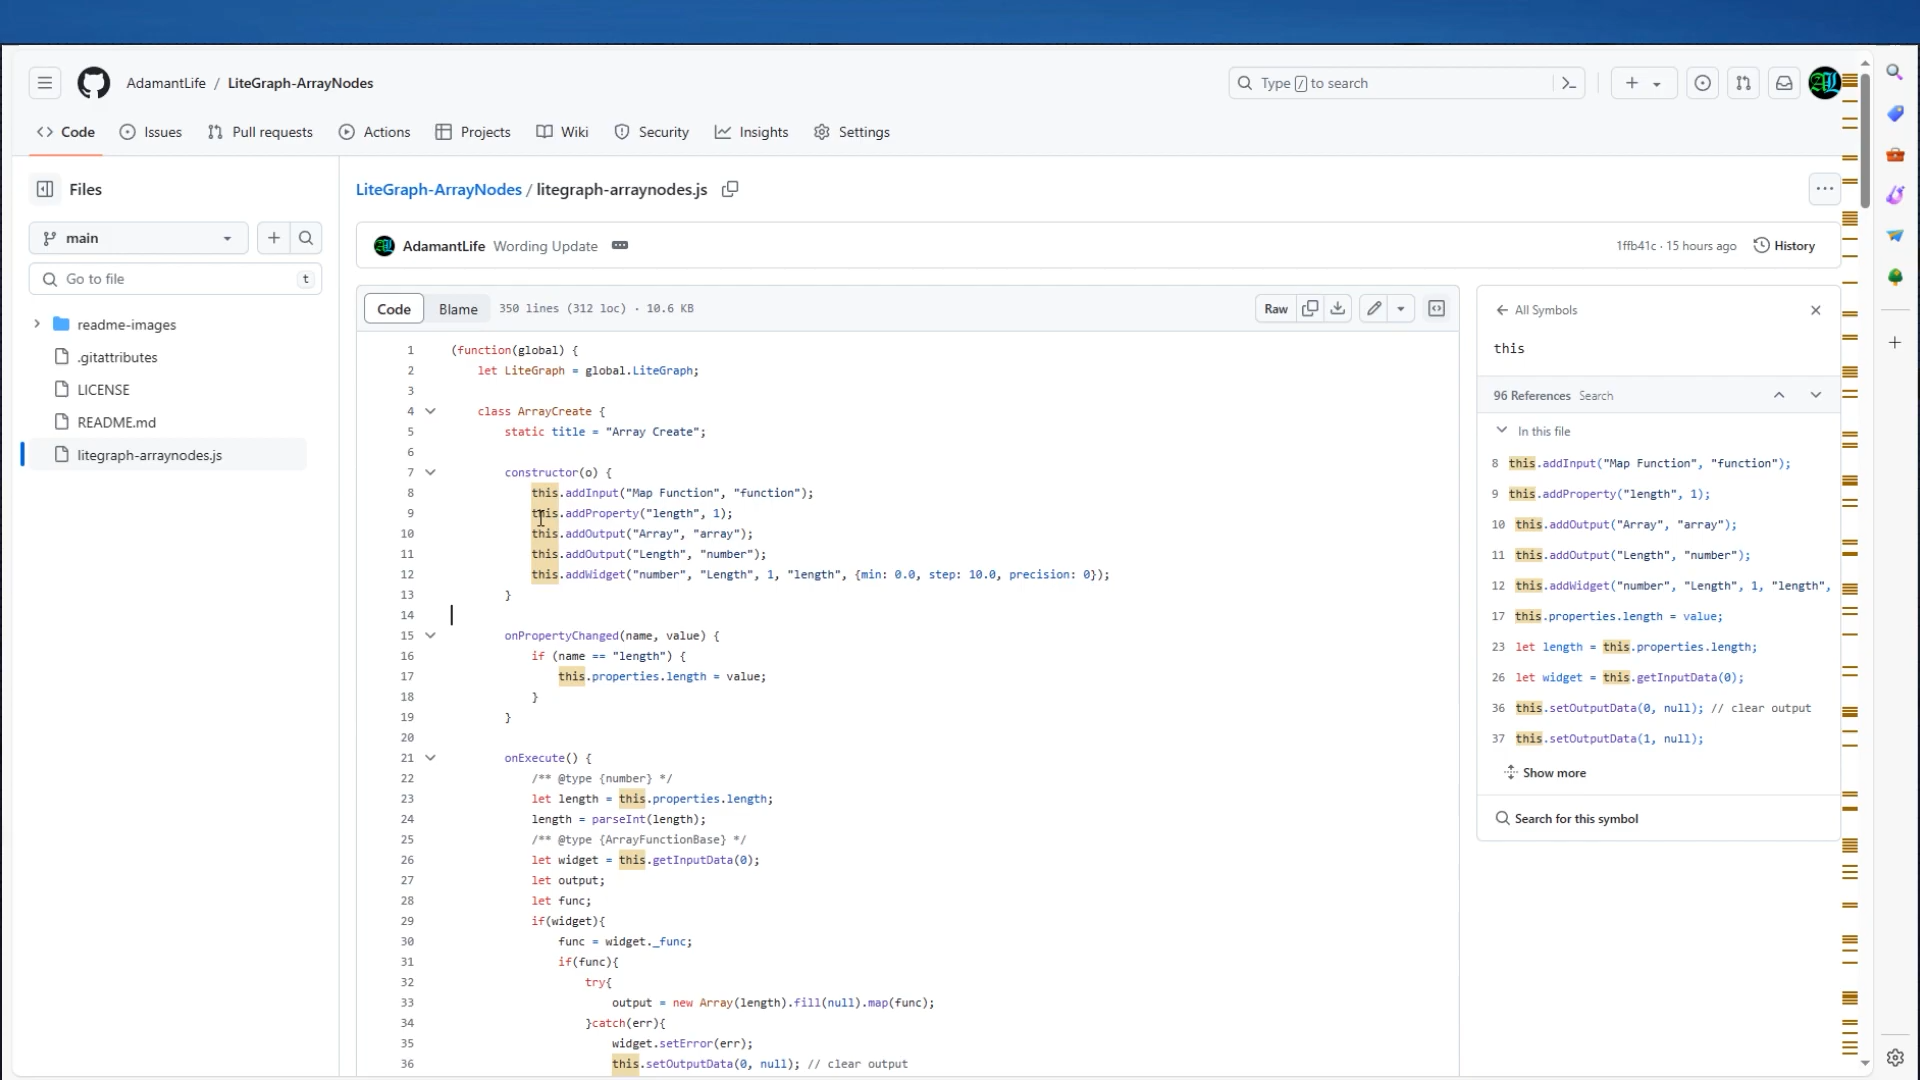 AdamantLife / LiteGraph-ArrayNodes
Type / to search
Code Issues Pull requests Actions Projects Wiki Security Insights Settings
Files
main
Go to file t
readme-images
.gitattributes
LICENSE
README.md
litegraph-arraynodes.js
LiteGraph-ArrayNodes / litegraph-arraynodes.js
AdamantLife Wording Update
1ffb41c · 15 hours ago History
Code Blame 350 lines (312 loc) · 10.6 KB Raw
1 (function(global) {
2 let LiteGraph = global.LiteGraph;
3
4 class ArrayCreate {
5 static title = "Array Create";
6
7 constructor(o) {
8 this.addInput("Map Function", "function");
9 this.addProperty("length", 1);
10 this.addOutput("Array", "array");
11 this.addOutput("Length", "number");
12 this.addWidget("number", "Length", 1, "length", {min: 0.0, step: 10.0, precision: 0});
13 }
14
15 onPropertyChanged(name, value) {
16 if (name == "length") {
17 this.properties.length = value;
18 }
19 }
20
21 onExecute() {
22 /** @type {number} */
23 let length = this.properties.length;
24 length = parseInt(length);
25 /** @type {ArrayFunctionBase} */
26 let widget = this.getInputData(0);
27 let output;
28 let func;
29 if(widget){
30 func = widget._func;
31 if(func){
32 try{
33 output = new Array(length).fill(null).map(func);
34 }catch(err){
35 widget.setError(err);
36 this.setOutputData(0, null); // clear output
All Symbols
this
96 References Search
In this file
8 this.addInput("Map Function", "function");
9 this.addProperty("length", 1);
10 this.addOutput("Array", "array");
11 this.addOutput("Length", "number");
12 this.addWidget("number", "Length", 1, "length",
17 this.properties.length = value;
23 let length = this.properties.length;
26 let widget = this.getInputData(0);
36 this.setOutputData(0, null); // clear output
37 this.setOutputData(1, null);
Show more
Search for this symbol